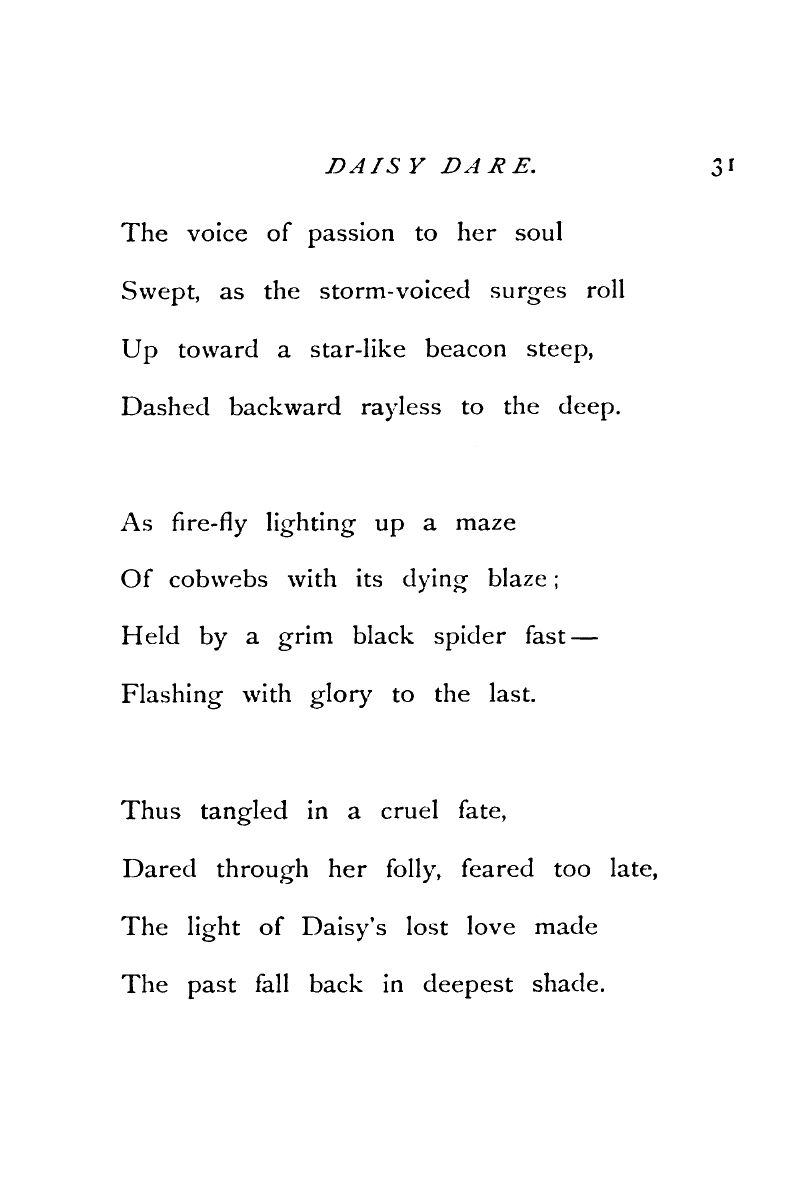 DAISY DARE. 31
The voice of passion to her soul
Swept, as the storm-voiced surges roll
Up toward a star-like beacon steep,
Dashed backward rayless to the deep.
As fire-fly lighting up a maze
Of cobwebs with its dying blaze;
Held by a grim black spider fast—
Flashing with glory to the last.
Thus tangled in a cruel fate,
Dared through her folly, feared too late,
The light of Daisy's lost love made
The past fall back in deepest shade.